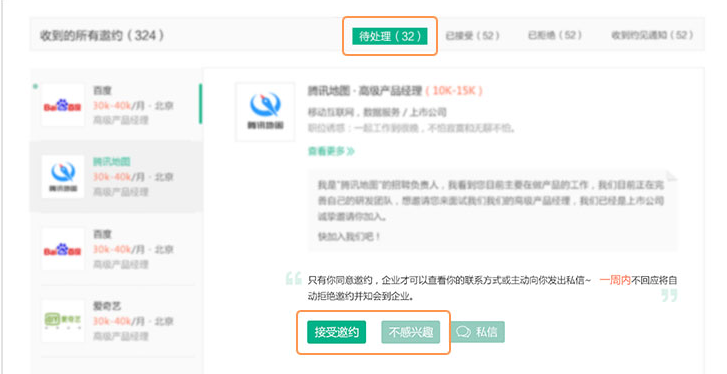 收到的所有邀约（324）
待处理（32）
已接受（52）
已拒绝（52）
收到约见通知（52）
Bai 百度
百度
30k-40k/月 · 北京
高级产品经理
腾讯地图
腾讯地图
30k-40k/月 · 北京
高级产品经理
Bai 百度
百度
30k-40k/月 · 北京
高级产品经理
爱奇艺
爱奇艺
30k-40k/月 · 北京
高级产品经理
腾讯地图
腾讯地图 · 高级产品经理（10K-15K）
移动互联网，数据服务 / 上市公司
职位诱惑：一起工作到很晚，不怕寂寞和无聊不怕。
查看更多
我是“腾讯地图”的招聘负责人，我看到您目前主要在做产品的工作，我们目前正在完
善自己的研发团队，想邀请您来面试我们我们的高级产品经理，我们已经是上市公司
诚挚邀请你加入。
快加入我们吧！
只有你同意邀约，企业才可以查看你的联系方式或主动向你发出私信~ 一周内不回应将自
动拒绝邀约并知会到企业。
接受邀约
不感兴趣
私信